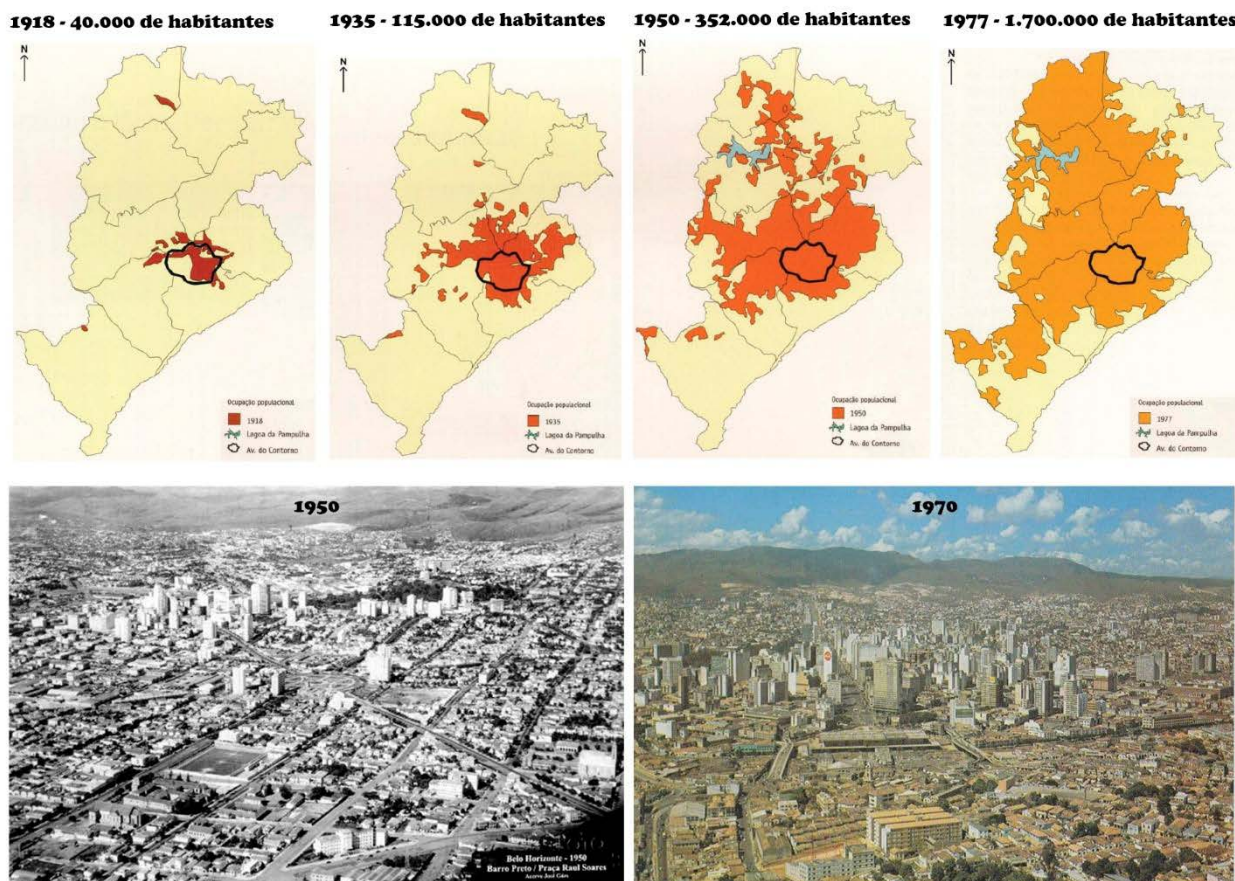 1918 - 40.000 de habitantes
1935 - 115.000 de habitantes
1950 - 352.000 de habitantes
1977 - 1.700.000 de habitantes
N
N
N
N
Ocupação populacional
1918
Lagoa da Pampulha
Av. do Contorno
Ocupação populacional
1935
Lagoa da Pampulha
Av. do Contorno
Ocupação populacional
1950
Lagoa da Pampulha
Av. do Contorno
Ocupação populacional
1977
Lagoa da Pampulha
Av. do Contorno
1950
1970
Belo Horizonte - 1950
Barro Preto / Praça Raul Soares
Acervo José Góes